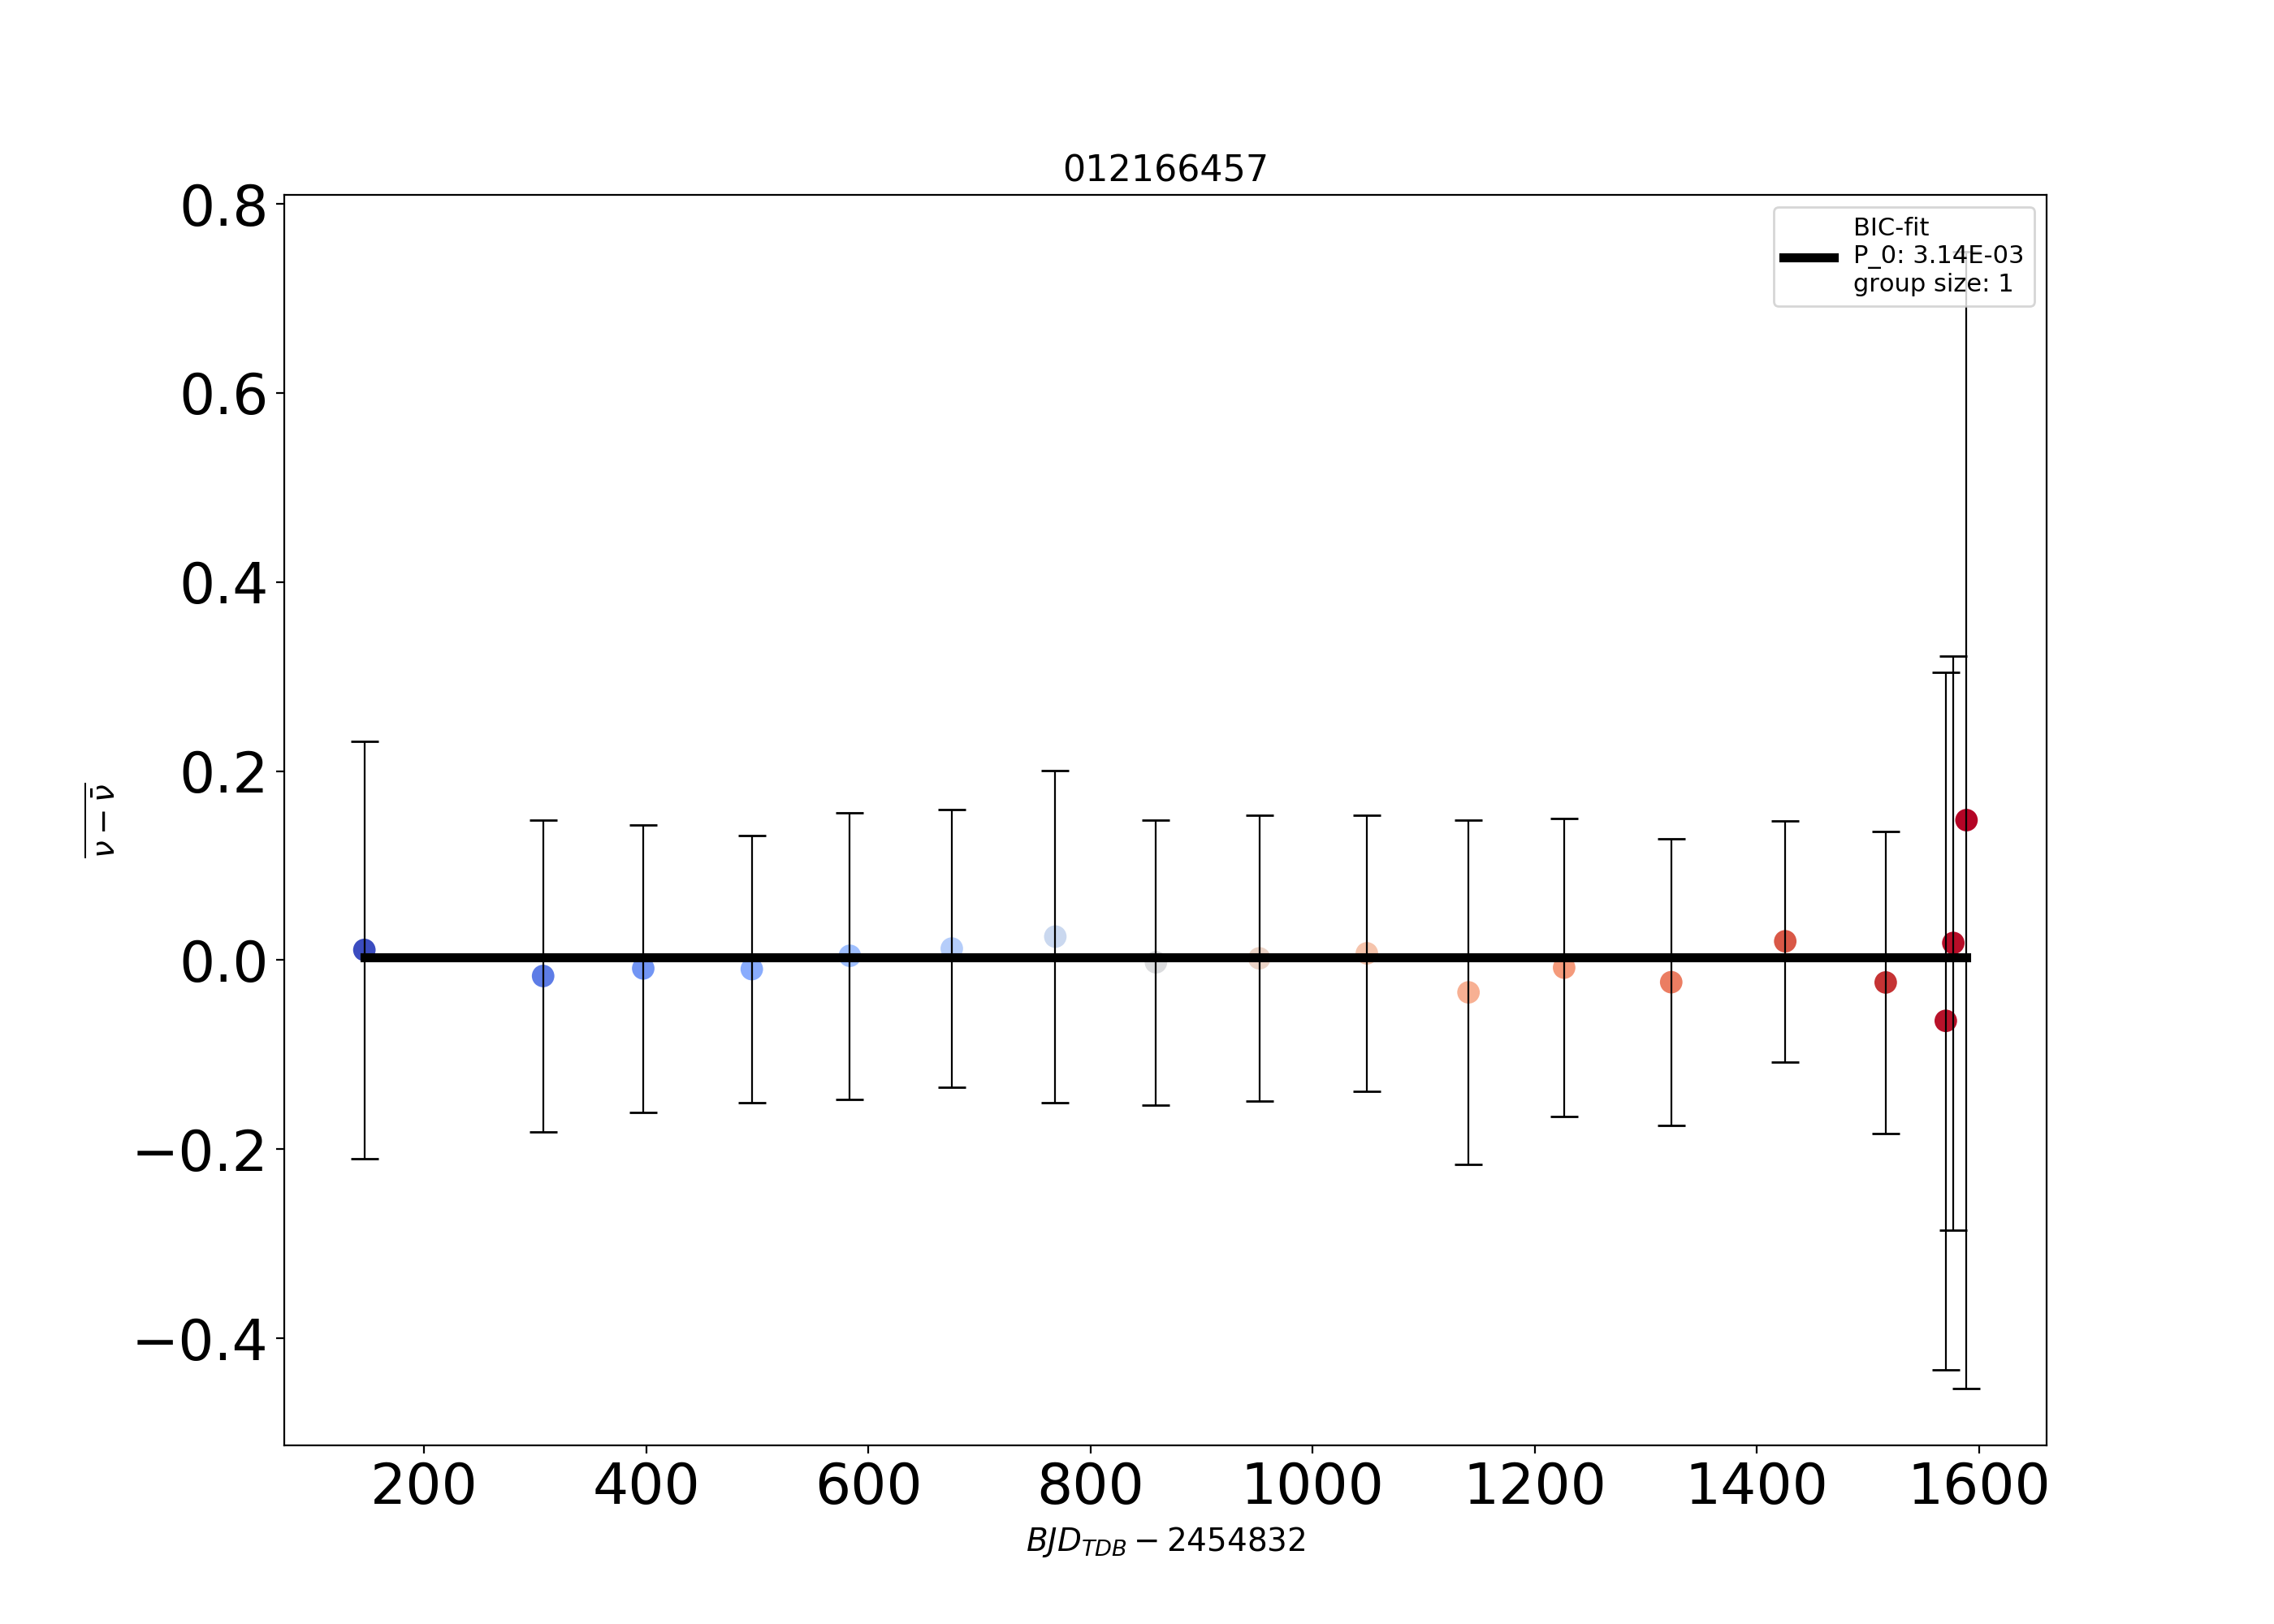 012166457
BIC-fit
P_0: 3.14E-03
group size: 1
0.8
0.6
0.4
0.2
0.0
−0.2
−0.4
ν − ν̄
200 400 600 800 1000 1200 1400 1600
BJD_TDB − 2454832